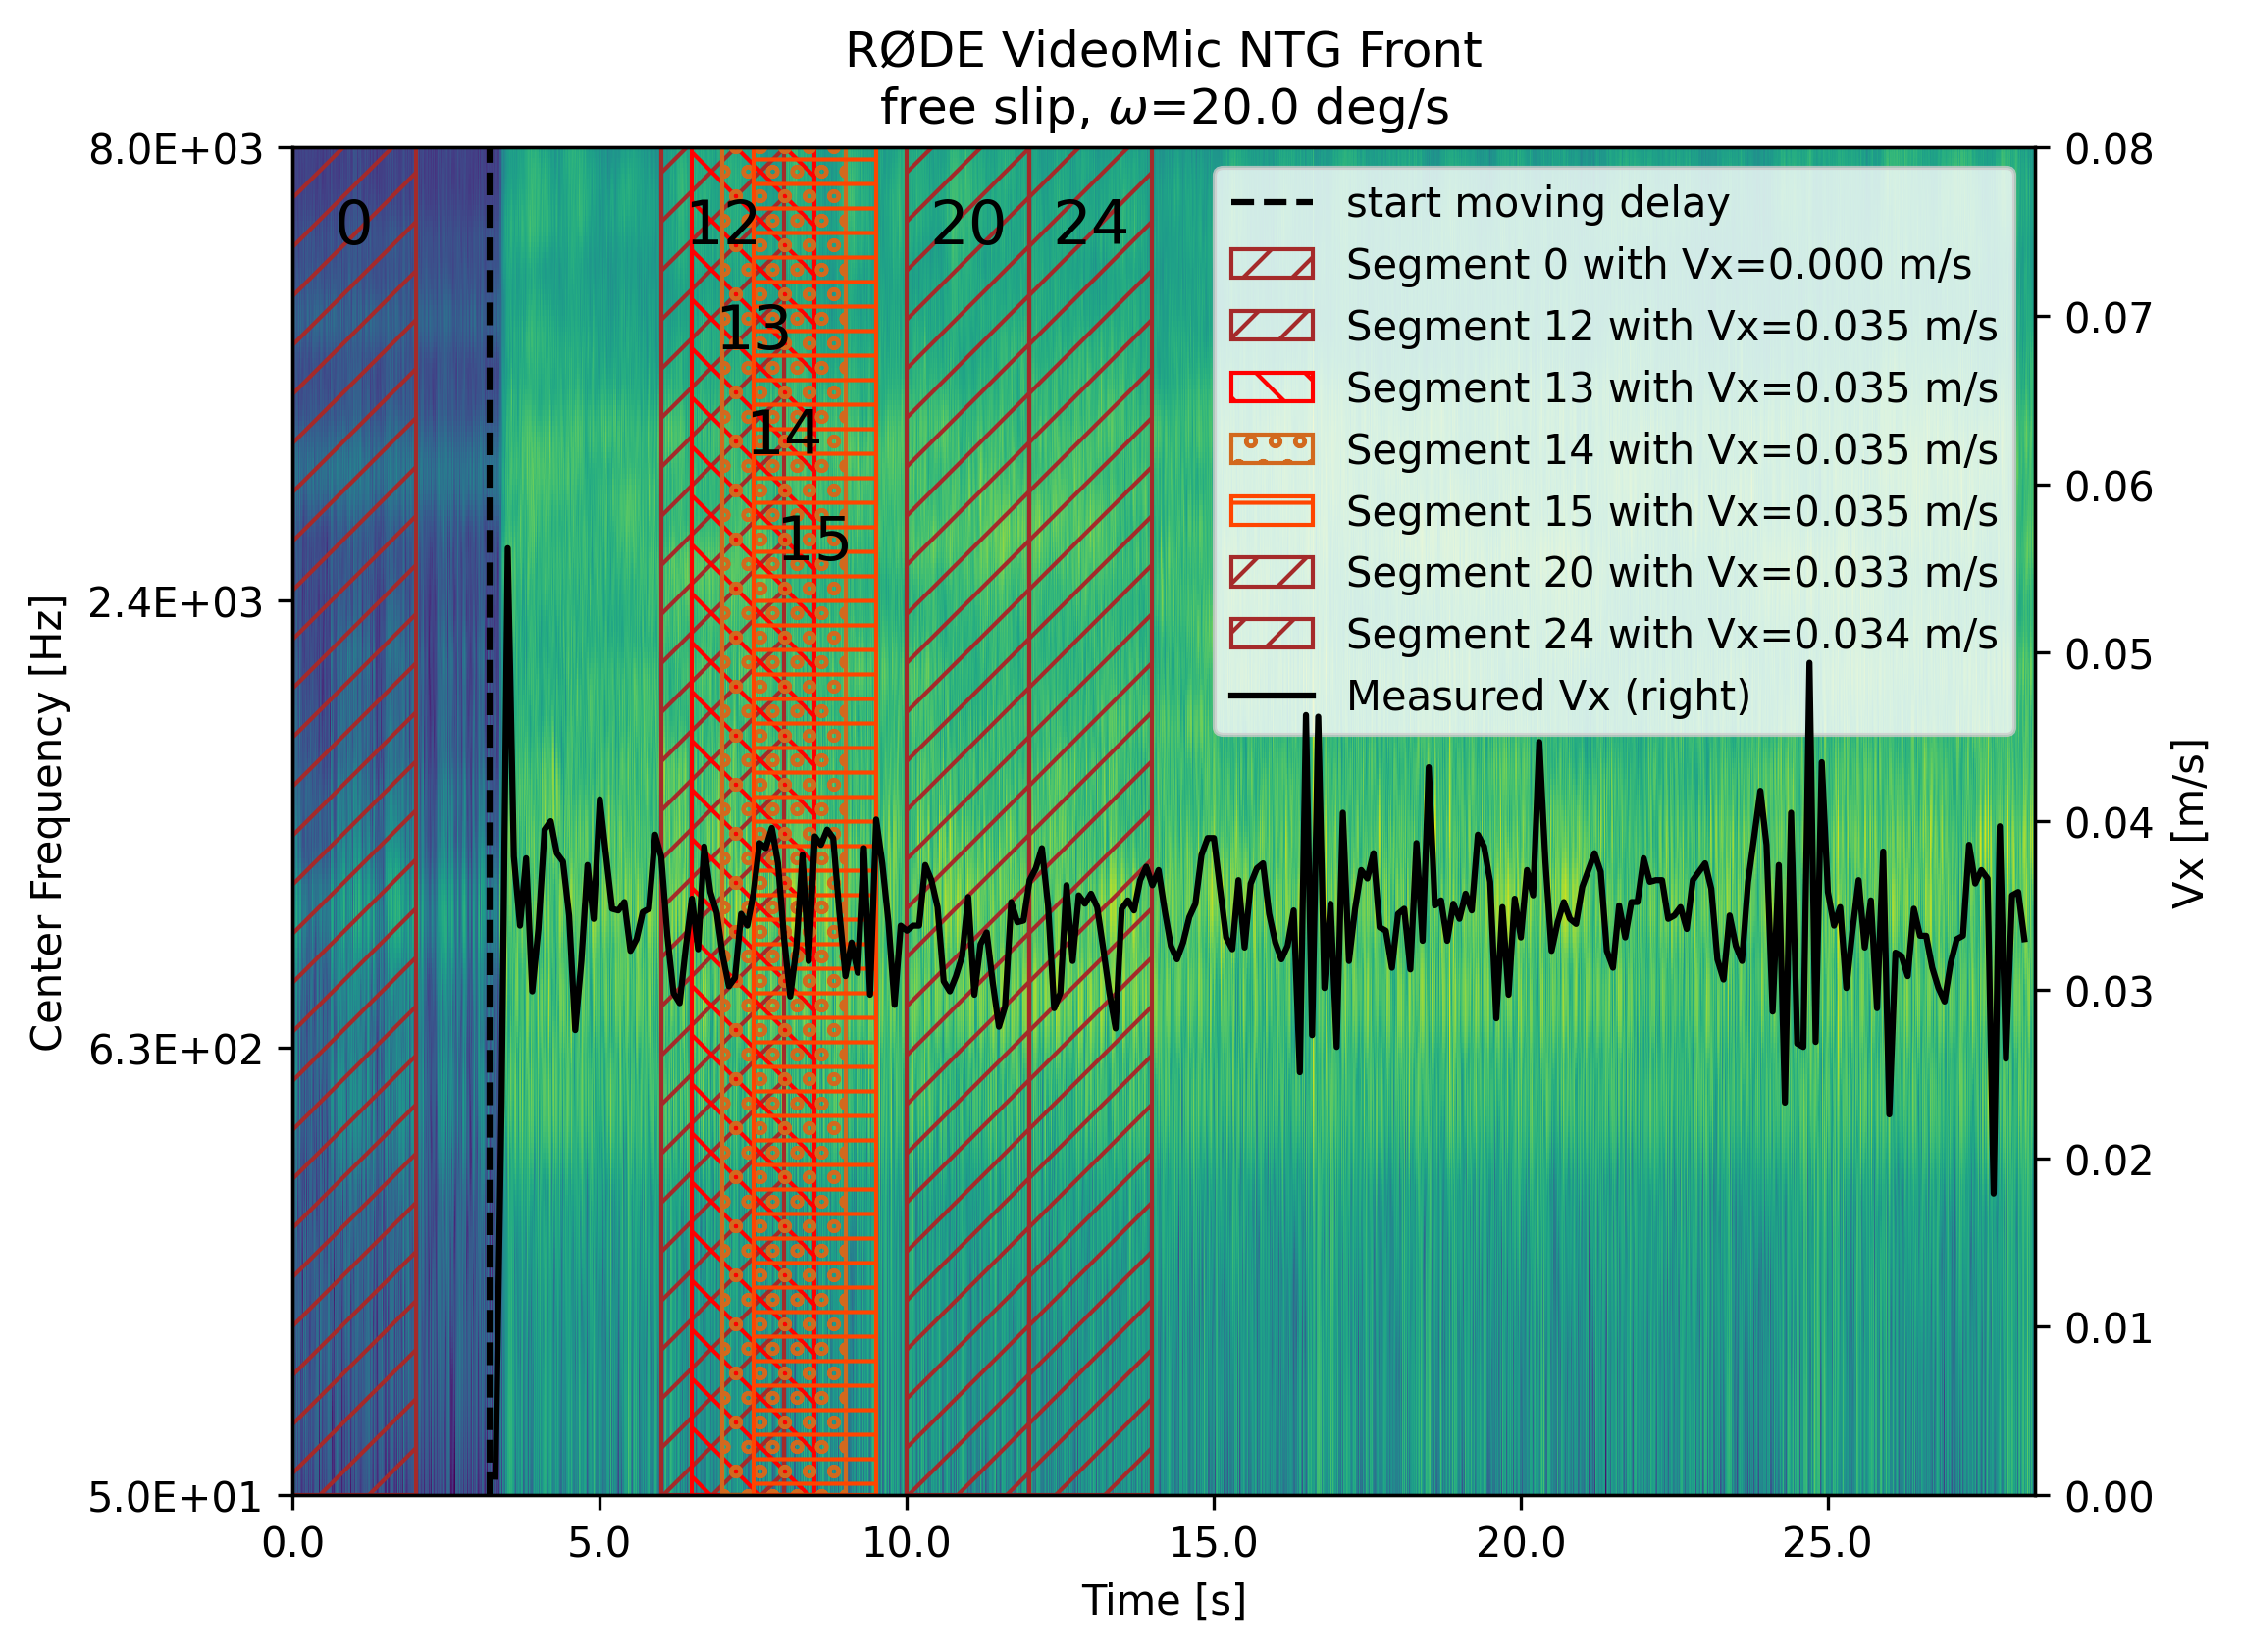 RØDE VideoMic NTG Front
free slip, ω=20.0 deg/s
8.0E+03
2.4E+03
6.3E+02
5.0E+01
Center Frequency [Hz]
0
12
13
14
15
20
24
start moving delay
Segment 0 with Vx=0.000 m/s
Segment 12 with Vx=0.035 m/s
Segment 13 with Vx=0.035 m/s
Segment 14 with Vx=0.035 m/s
Segment 15 with Vx=0.035 m/s
Segment 20 with Vx=0.033 m/s
Segment 24 with Vx=0.034 m/s
Measured Vx (right)
0.08
0.07
0.06
0.05
0.04
0.03
0.02
0.01
0.00
Vx [m/s]
0.0 5.0 10.0 15.0 20.0 25.0
Time [s]